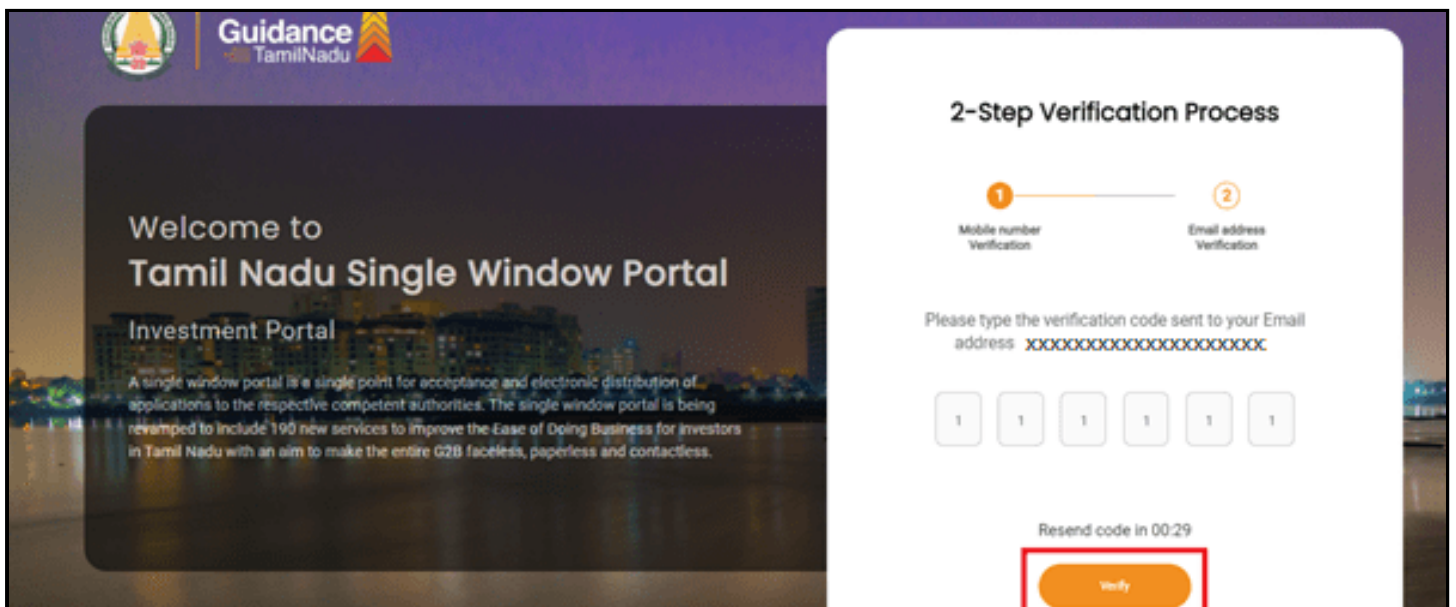 Guidance
TamilNadu
Welcome to
Tamil Nadu Single Window Portal
Investment Portal
A single window portal is a single point for acceptance and electronic distribution of
applications to the respective competent authorities. The single window portal is being
revamped to include 190 new services to improve the Ease of Doing Business for investors
in Tamil Nadu with an aim to make the entire G2B faceless, paperless and contactless.
2-Step Verification Process
1 2
Mobile number Email address
Verification Verification
Please type the verification code sent to your Email
address XXXXXXXXXXXXXXXXXXXX
1 1 1 1 1 1
Resend code in 00:29
Verify